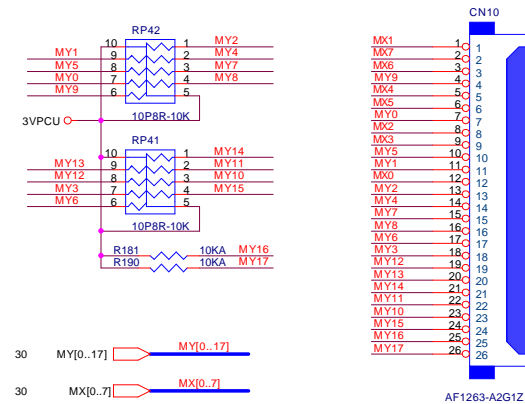 CN10
RP42
10 1 MY2
MY1 9 2 MY4
MY5 8 3 MY7
MY0 7 4 MY8
MY9 6 5
3VPCU
10P8R-10K
RP41
10 1 MY14
MY13 9 2 MY11
MY12 8 3 MY10
MY3 7 4 MY15
MY6 6 5
10P8R-10K
R181 10KA MY16
R190 10KA MY17
30 MY[0..17] MY[0..17]
30 MX[0..7] MX[0..7]
MX1 1 1
MX7 2 2
MX6 3 3
MY9 4 4
MX4 5 5
MX5 6 6
MY0 7 7
MX2 8 8
MX3 9 9
MY5 10 10
MY1 11 11
MX0 12 12
MY2 13 13
MY4 14 14
MY7 15 15
MY8 16 16
MY6 17 17
MY3 18 18
MY12 19 19
MY13 20 20
MY14 21 21
MY11 22 22
MY10 23 23
MY15 24 24
MY16 25 25
MY17 26 26
AF1263-A2G1Z